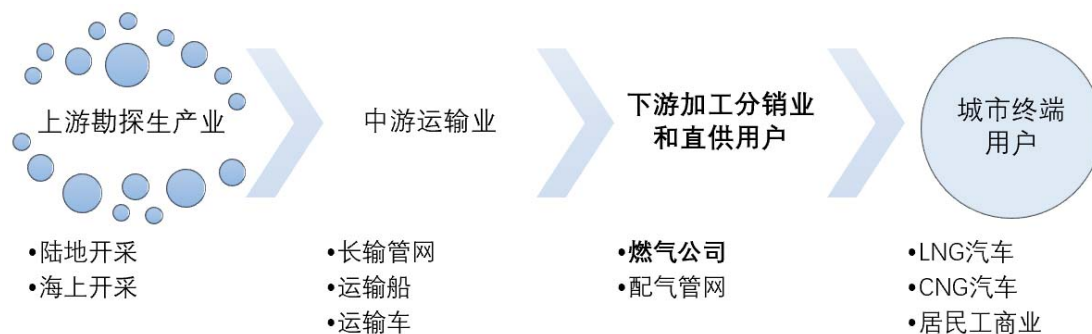 上游勘探生产业
中游运输业
下游加工分销业
和直供用户
城市终端
用户
•陆地开采
•海上开采
•长输管网
•运输船
•运输车
•燃气公司
•配气管网
•LNG汽车
•CNG汽车
•居民工商业